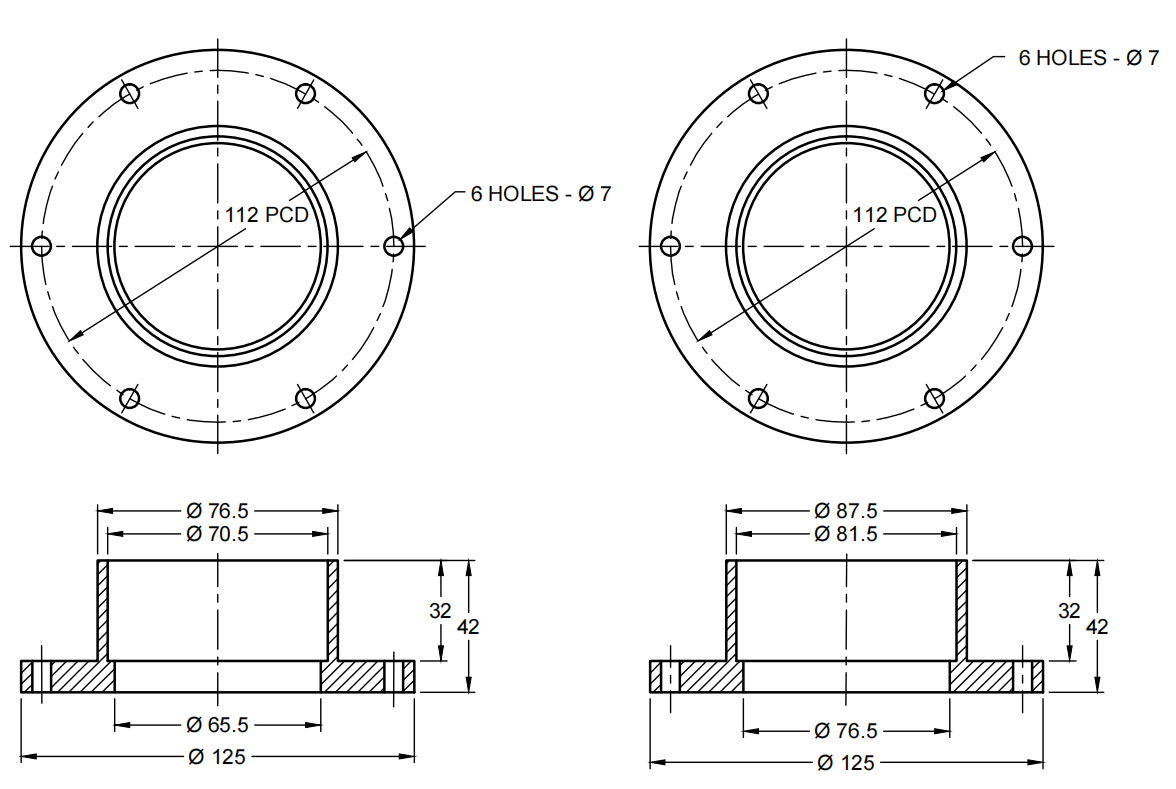 6 HOLES - Ø 7
6 HOLES - Ø 7
112 PCD
112 PCD
Ø 76.5
Ø 87.5
Ø 70.5
Ø 81.5
32
42
32
42
Ø 65.5
Ø 76.5
Ø 125
Ø 125